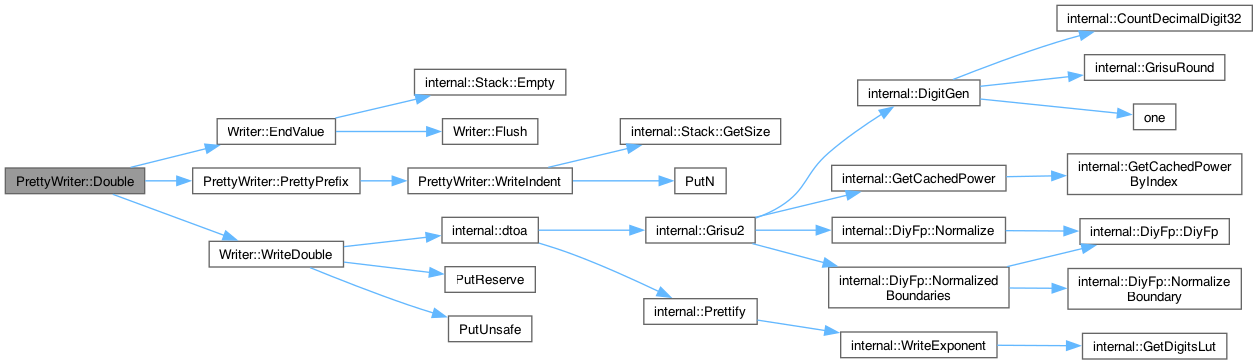 PrettyWriter::Double
Writer::EndValue
internal::Stack::Empty
Writer::Flush
PrettyWriter::PrettyPrefix
PrettyWriter::WriteIndent
internal::Stack::GetSize
PutN
Writer::WriteDouble
internal::dtoa
PutReserve
PutUnsafe
internal::Grisu2
internal::Prettify
internal::DigitGen
internal::CountDecimalDigit32
internal::GrisuRound
one
internal::GetCachedPower
internal::GetCachedPower
ByIndex
internal::DiyFp::Normalize
internal::DiyFp::DiyFp
internal::DiyFp::Normalized
Boundaries
internal::DiyFp::Normalize
Boundary
internal::WriteExponent
internal::GetDigitsLut